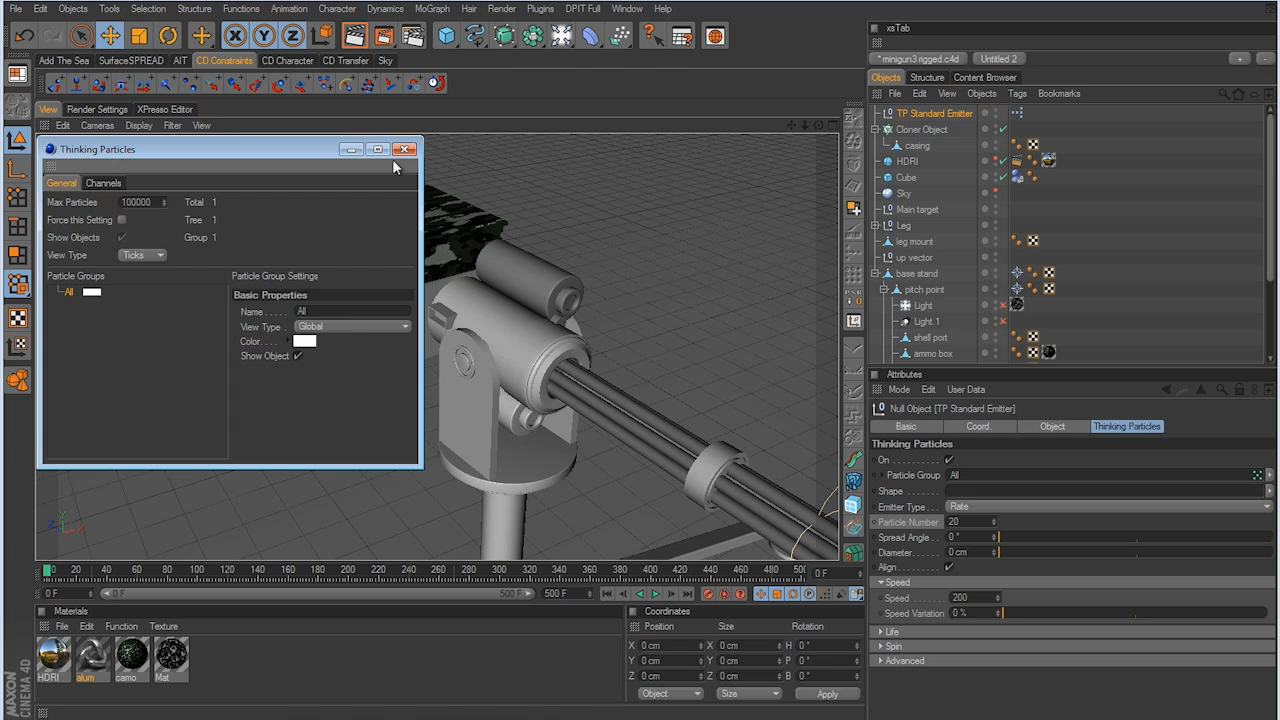 File Edit Objects Tools Selection Structure Functions Animation Character Dynamics MoGraph Hair Render Plugins DPIT Full Window Help
xsTab
Add The Sea SurfaceSPREAD AIT CD Constraints CD Character CD Transfer Sky
* minigun3 rigged.c4d Untitled 2 + -
Objects Structure Content Browser
File Edit View Objects Tags Bookmarks
View Render Settings XPresso Editor
Edit Cameras Display Filter View
TP Standard Emitter
Cloner Object
casing
HDRI
Cube
Sky
Main target
Leg
leg mount
up vector
base stand
pitch point
Light
Light.1
shell port
ammo box
Thinking Particles
General Channels
Max Particles 100000 Total 1
Force this Setting Tree 1
Show Objects Group 1
View Type Ticks
Particle Groups Particle Group Settings
All
Basic Properties
Name . . . . . All
View Type . Global
Color. . . .
Show Object
Attributes
Mode Edit User Data
Null Object [TP Standard Emitter]
Basic Coord. Object Thinking Particles
Thinking Particles
On
Particle Group All
Shape
Emitter Type Rate
Particle Number 20
Spread Angle 0 °
Diameter 0 cm
Align
Speed
Speed 200
Speed Variation 0 %
Life
Spin
Advanced
Z Y X
0 20 40 60 80 100 120 140 160 180 200 220 240 260 280 300 320 340 360 380 400 420 440 460 480 50 0 F
0 F 0 F 500 F 500 F
Materials
File Edit Function Texture
HDRI alum camo Mat
Coordinates
Position Size Rotation
X 0 cm X 0 cm H 0 °
Y 0 cm Y 0 cm P 0 °
Z 0 cm Z 0 cm B 0 °
Object Size Apply
MAXON CINEMA 4D